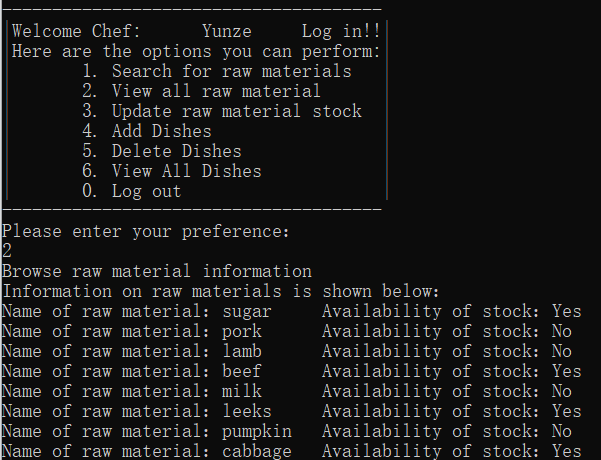 Welcome Chef: Yunze Log in!!
Here are the options you can perform:
1. Search for raw materials
2. View all raw material
3. Update raw material stock
4. Add Dishes
5. Delete Dishes
6. View All Dishes
0. Log out
Please enter your preference:
2
Browse raw material information
Information on raw materials is shown below:
Name of raw material: sugar Availability of stock: Yes
Name of raw material: pork Availability of stock: No
Name of raw material: lamb Availability of stock: No
Name of raw material: beef Availability of stock: Yes
Name of raw material: milk Availability of stock: No
Name of raw material: leeks Availability of stock: Yes
Name of raw material: pumpkin Availability of stock: No
Name of raw material: cabbage Availability of stock: Yes